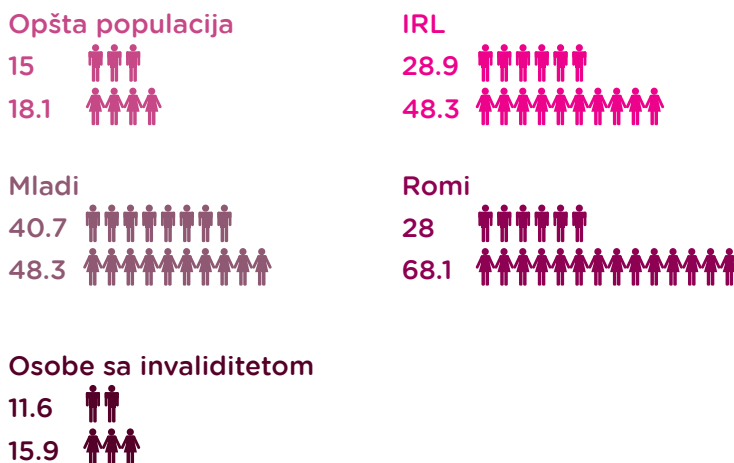 Opšta populacija
15
18.1
IRL
28.9
48.3
Mladi
40.7
48.3
Romi
28
68.1
Osobe sa invaliditetom
11.6
15.9